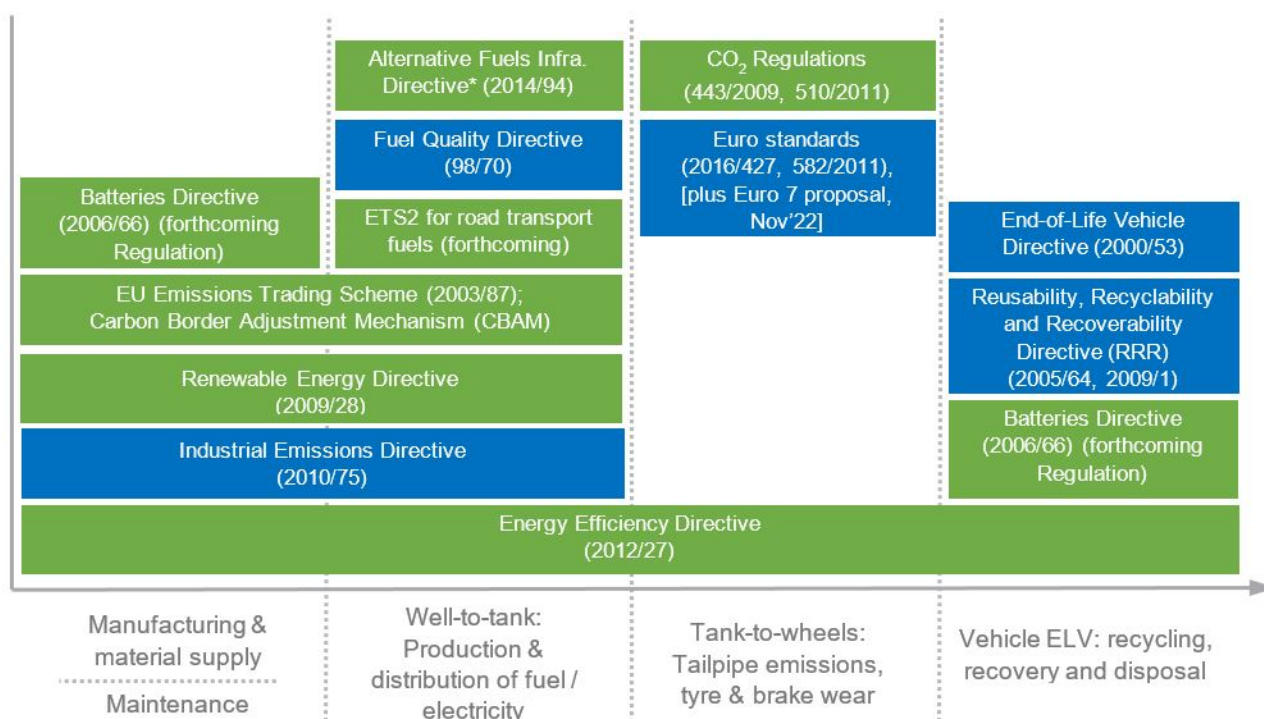 Alternative Fuels Infra.
Directive* (2014/94)
CO₂ Regulations
(443/2009, 510/2011)
Fuel Quality Directive
(98/70)
Euro standards
(2016/427, 582/2011),
[plus Euro 7 proposal,
Nov'22]
Batteries Directive
(2006/66) (forthcoming
Regulation)
ETS2 for road transport
fuels (forthcoming)
End-of-Life Vehicle
Directive (2000/53)
EU Emissions Trading Scheme (2003/87);
Carbon Border Adjustment Mechanism (CBAM)
Reusability, Recyclability
and Recoverability
Directive (RRR)
(2005/64, 2009/1)
Renewable Energy Directive
(2009/28)
Batteries Directive
(2006/66) (forthcoming
Regulation)
Industrial Emissions Directive
(2010/75)
Energy Efficiency Directive
(2012/27)
Manufacturing &
material supply
Maintenance
Well-to-tank:
Production &
distribution of fuel /
electricity
Tank-to-wheels:
Tailpipe emissions,
tyre & brake wear
Vehicle ELV: recycling,
recovery and disposal